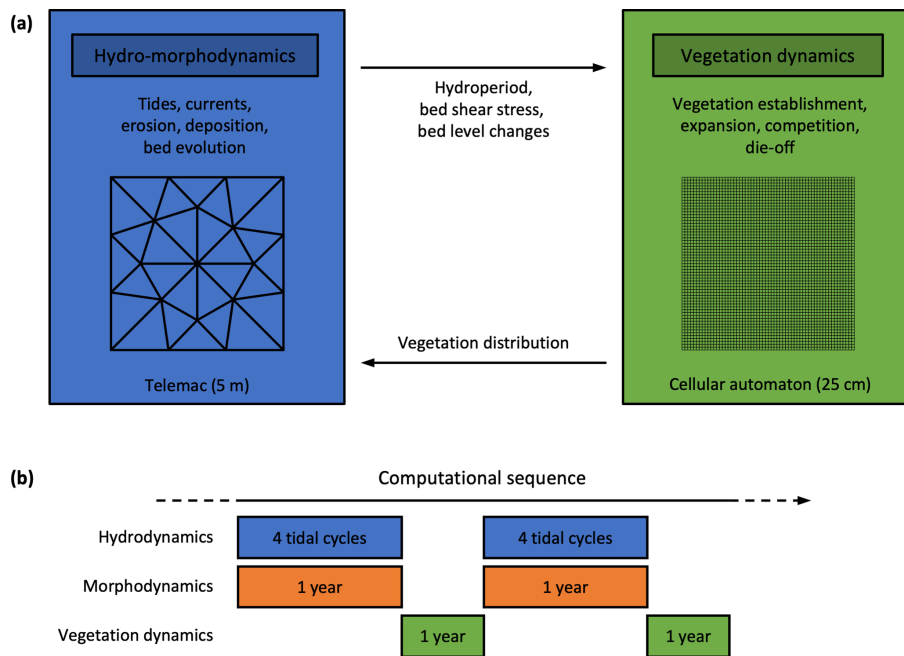 (a)
Hydro-morphodynamics
Tides, currents,
erosion, deposition,
bed evolution
Telemac (5 m)
Hydroperiod,
bed shear stress,
bed level changes
Vegetation distribution
Vegetation dynamics
Vegetation establishment,
expansion, competition,
die-off
Cellular automaton (25 cm)
(b)
Computational sequence
Hydrodynamics
4 tidal cycles
4 tidal cycles
Morphodynamics
1 year
1 year
Vegetation dynamics
1 year
1 year